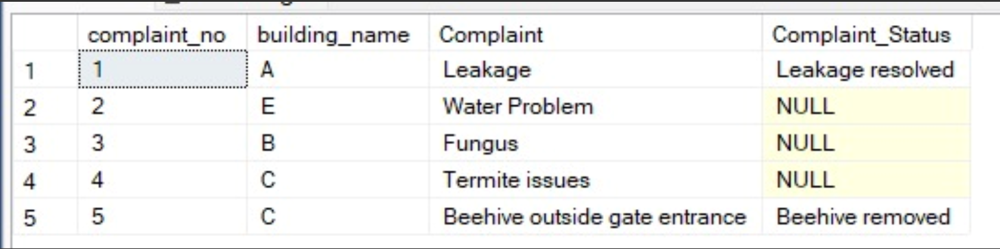 complaint_no building_name Complaint Complaint_Status
1 1 A Leakage Leakage resolved
2 2 E Water Problem NULL
3 3 B Fungus NULL
4 4 C Termite issues NULL
5 5 C Beehive outside gate entrance Beehive removed